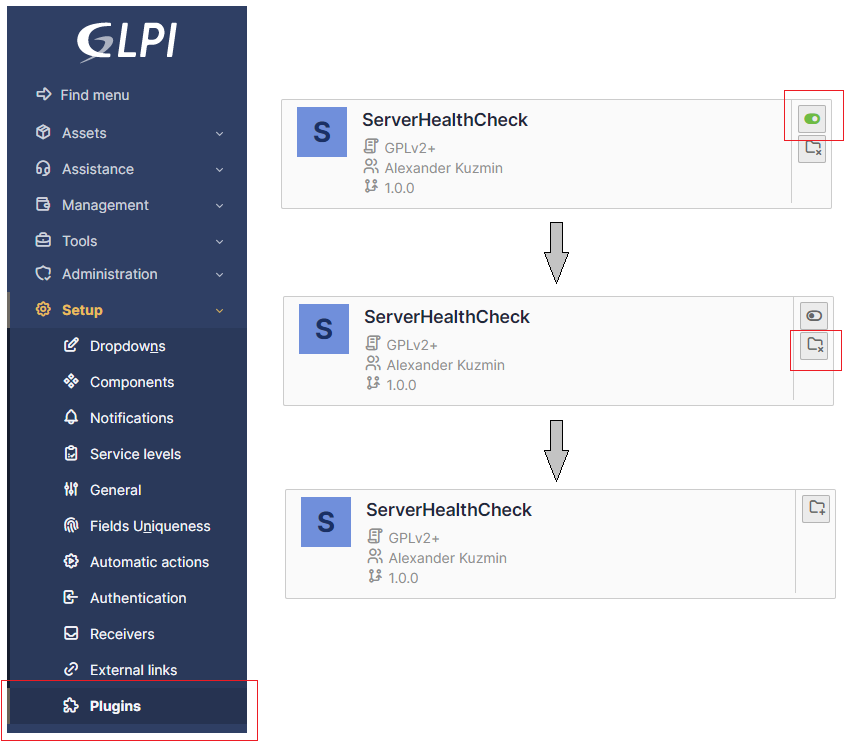 GLPI
Find menu
Assets
Assistance
Management
Tools
Administration
Setup
Dropdowns
Components
Notifications
Service levels
General
Fields Uniqueness
Automatic actions
Authentication
Receivers
External links
Plugins
S
ServerHealthCheck
GPLv2+
Alexander Kuzmin
1.0.0
S
ServerHealthCheck
GPLv2+
Alexander Kuzmin
1.0.0
S
ServerHealthCheck
GPLv2+
Alexander Kuzmin
1.0.0